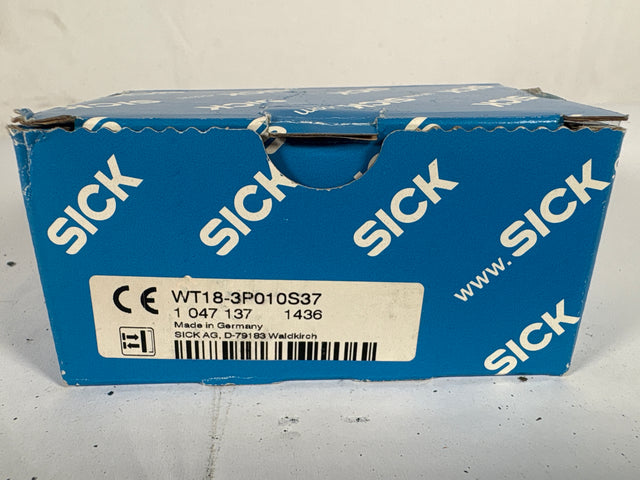 SICK
SICK
SICK
SICK
www.SICK
SICK
CE WT18-3P010S37
1 047 137 1436
Made in Germany
SICK AG, D-79183 Waldkirch